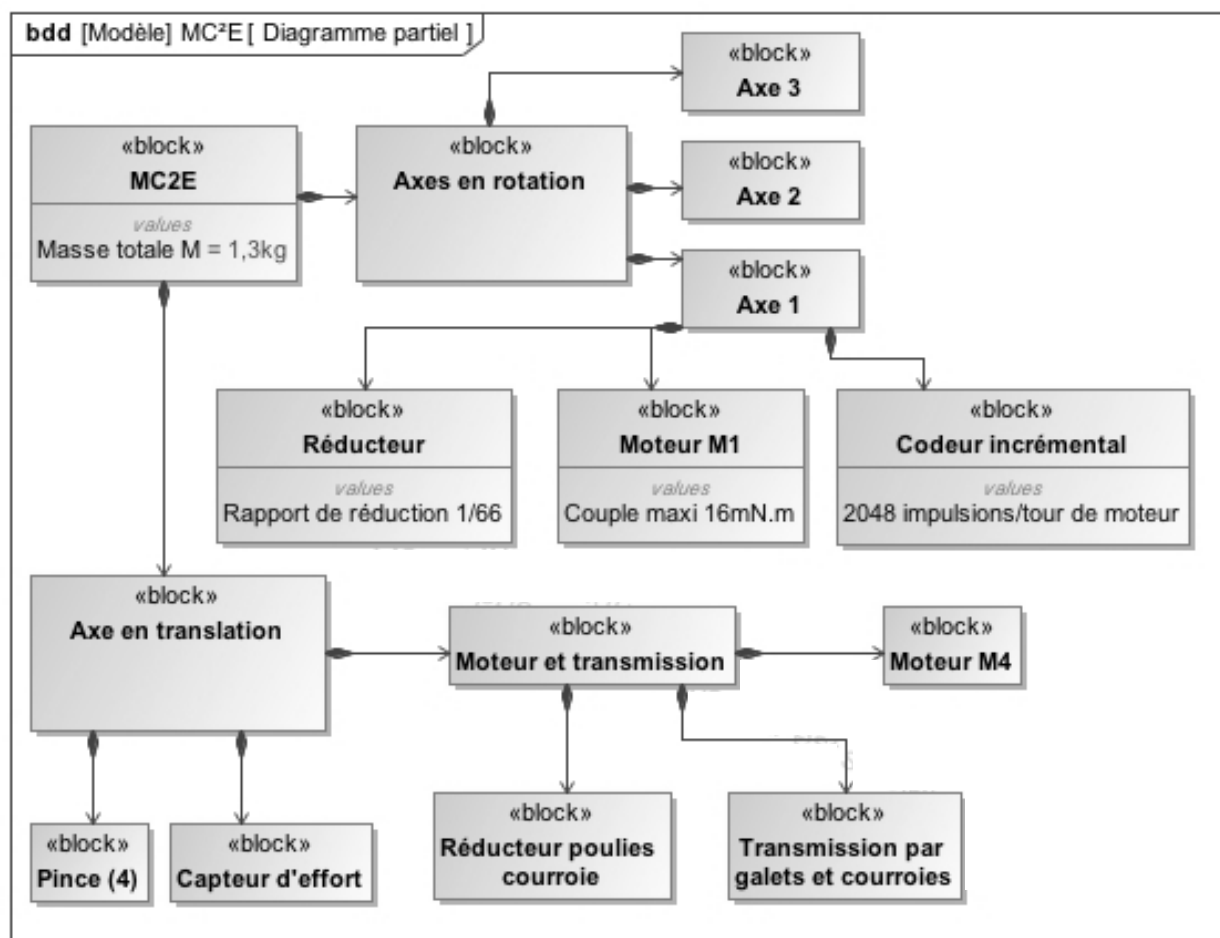 bdd [Modèle] MC²E [ Diagramme partiel ]
«block»
Axe 3
«block»
MC2E
values
Masse totale M = 1,3kg
«block»
Axes en rotation
«block»
Axe 2
«block»
Axe 1
«block»
Réducteur
values
Rapport de réduction 1/66
«block»
Moteur M1
values
Couple maxi 16mN.m
«block»
Codeur incrémental
values
2048 impulsions/tour de moteur
«block»
Axe en translation
«block»
Moteur et transmission
«block»
Moteur M4
«block»
Pince (4)
«block»
Capteur d'effort
«block»
Réducteur poulies
courroie
«block»
Transmission par
galets et courroies